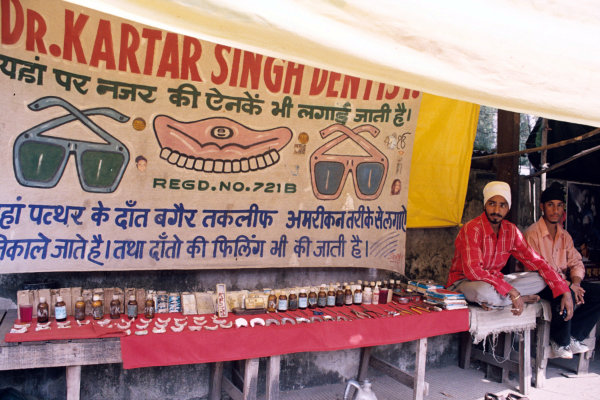 DR.KARTAR SINGH DENTIST.
यहां पर नजर की ऐनकें भी लगाई जाती है।
ੴ
REGD.NO.721B
हां पत्थर के दाँत बगैर तकलीफ अमरीकन तरीके से लगाऐ
निकाले जाते है। तथा दाँतो की फिलिंग भी की जाती है।